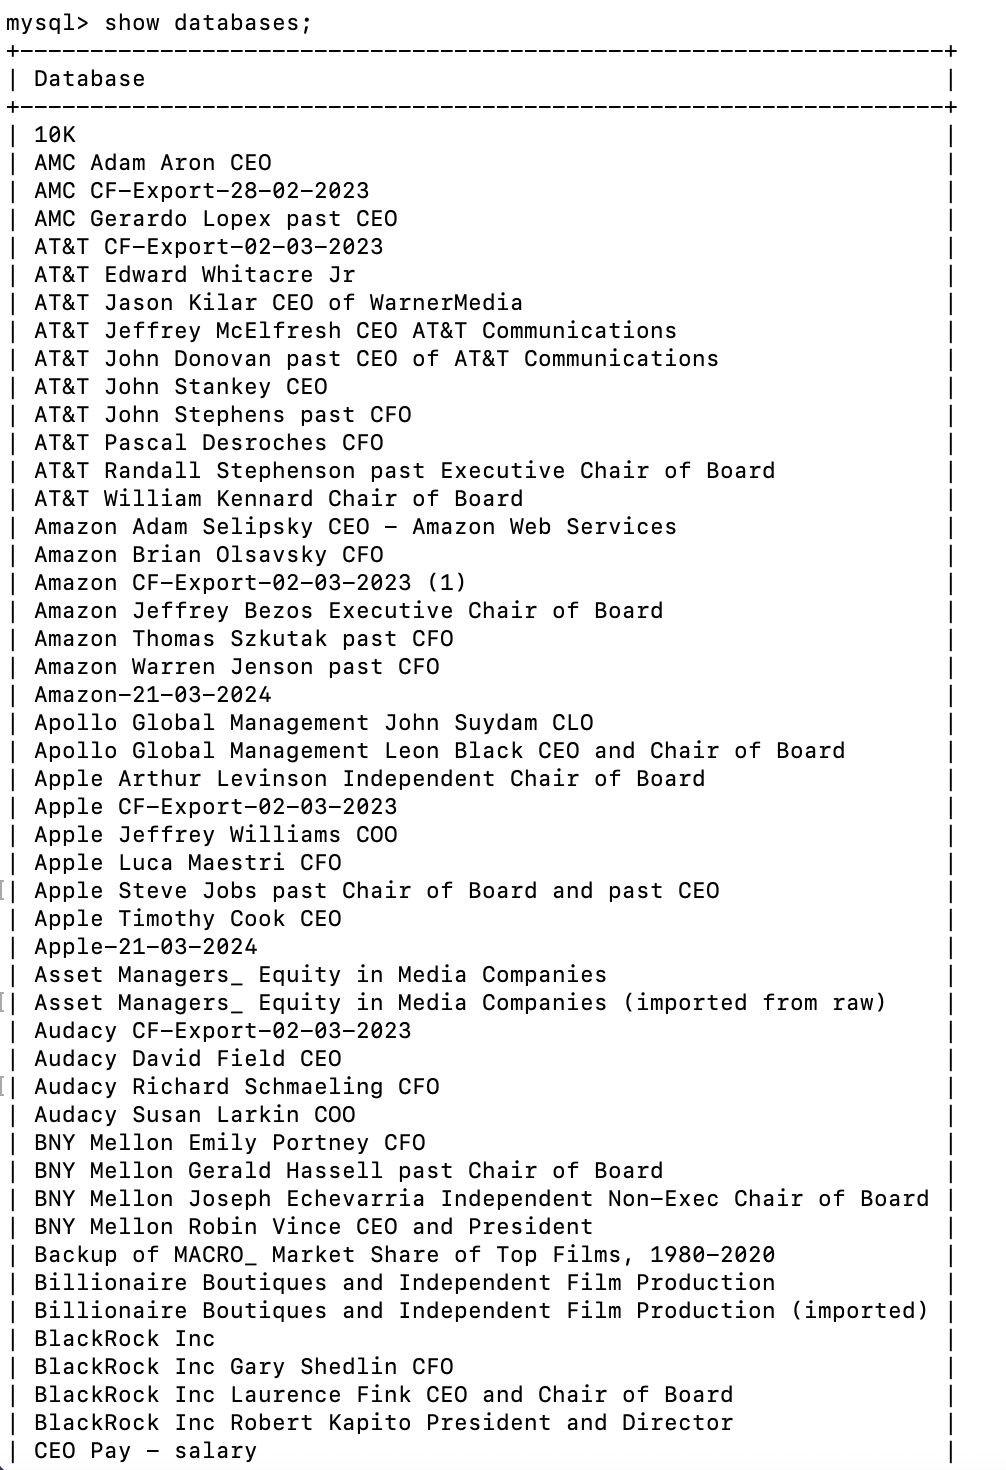 mysql> show databases;
+------------------------------------------------------------------+
| Database                                                         |
+------------------------------------------------------------------+
| 10K                                                              |
| AMC Adam Aron CEO                                                |
| AMC CF-Export-28-02-2023                                         |
| AMC Gerardo Lopex past CEO                                       |
| AT&T CF-Export-02-03-2023                                        |
| AT&T Edward Whitacre Jr                                          |
| AT&T Jason Kilar CEO of WarnerMedia                              |
| AT&T Jeffrey McElfresh CEO AT&T Communications                   |
| AT&T John Donovan past CEO of AT&T Communications                |
| AT&T John Stankey CEO                                            |
| AT&T John Stephens past CFO                                      |
| AT&T Pascal Desroches CFO                                        |
| AT&T Randall Stephenson past Executive Chair of Board            |
| AT&T William Kennard Chair of Board                              |
| Amazon Adam Selipsky CEO – Amazon Web Services                   |
| Amazon Brian Olsavsky CFO                                        |
| Amazon CF-Export-02-03-2023 (1)                                  |
| Amazon Jeffrey Bezos Executive Chair of Board                    |
| Amazon Thomas Szkutak past CFO                                   |
| Amazon Warren Jenson past CFO                                    |
| Amazon-21-03-2024                                                |
| Apollo Global Management John Suydam CLO                         |
| Apollo Global Management Leon Black CEO and Chair of Board       |
| Apple Arthur Levinson Independent Chair of Board                 |
| Apple CF-Export-02-03-2023                                       |
| Apple Jeffrey Williams COO                                       |
| Apple Luca Maestri CFO                                           |
[| Apple Steve Jobs past Chair of Board and past CEO                |
| Apple Timothy Cook CEO                                           |
| Apple-21-03-2024                                                 |
| Asset Managers_ Equity in Media Companies                        |
[| Asset Managers_ Equity in Media Companies (imported from raw)    |
| Audacy CF-Export-02-03-2023                                      |
| Audacy David Field CEO                                           |
[| Audacy Richard Schmaeling CFO                                    |
| Audacy Susan Larkin COO                                          |
| BNY Mellon Emily Portney CFO                                     |
| BNY Mellon Gerald Hassell past Chair of Board                    |
| BNY Mellon Joseph Echevarria Independent Non-Exec Chair of Board |
| BNY Mellon Robin Vince CEO and President                         |
| Backup of MACRO_ Market Share of Top Films, 1980-2020            |
| Billionaire Boutiques and Independent Film Production            |
| Billionaire Boutiques and Independent Film Production (imported) |
| BlackRock Inc                                                    |
| BlackRock Inc Gary Shedlin CFO                                   |
| BlackRock Inc Laurence Fink CEO and Chair of Board               |
| BlackRock Inc Robert Kapito President and Director               |
| CEO Pay – salary                                                 |